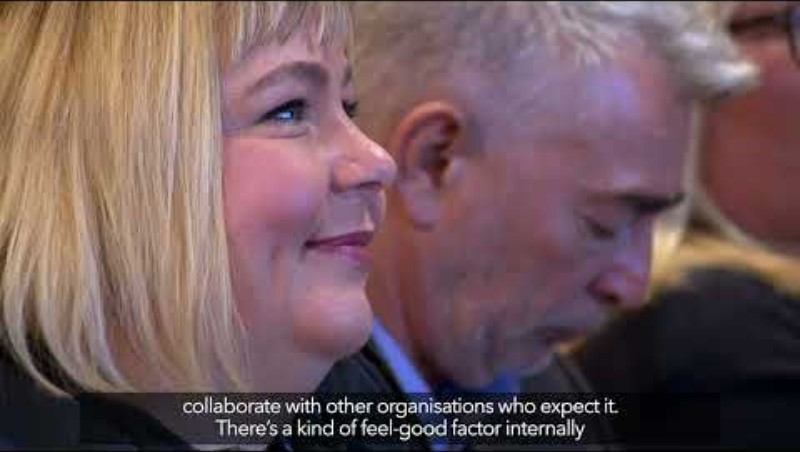 collaborate with other organisations who expect it.
There's a kind of feel-good factor internally